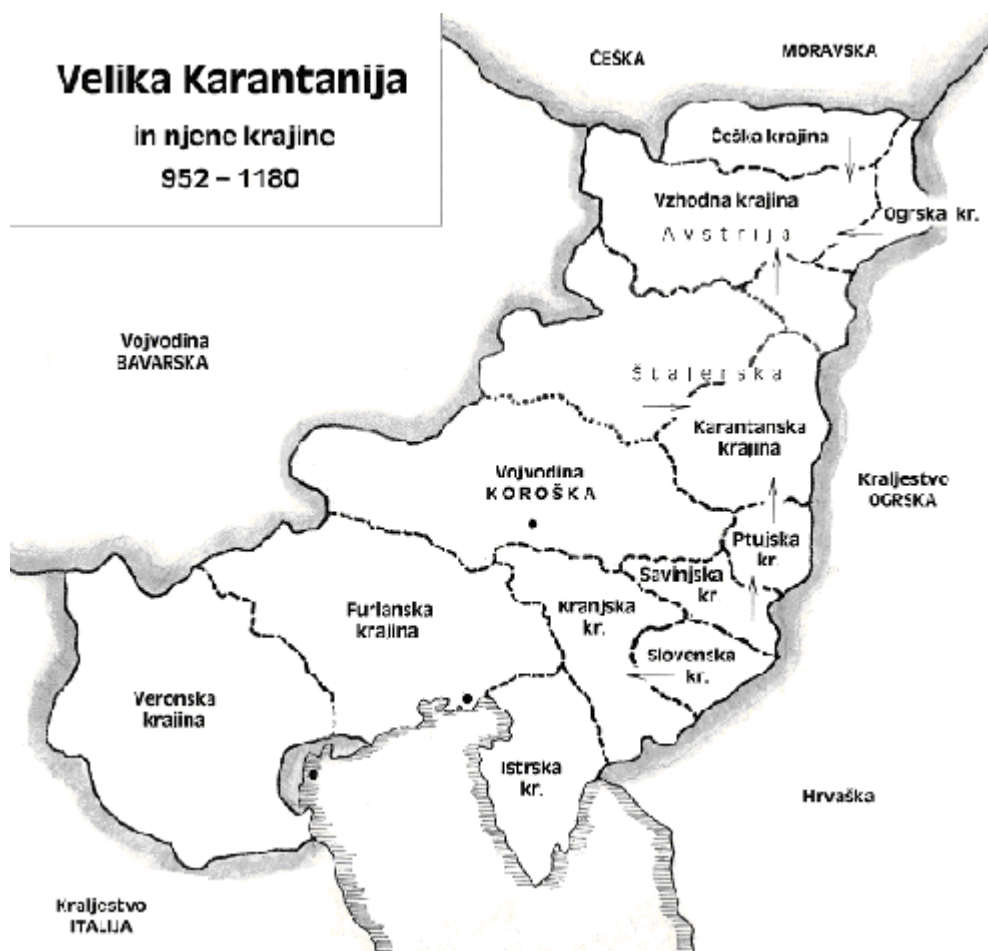 Velika Karantanija
in njene krajine
952 – 1180
ČEŠKA
MORAVSKA
Češka krajina
Vzhodna krajina
Avstrija
Ogrska kr.
Vojvodina
BAVARSKA
Štajerska
Karantanska
krajina
Vojvodina
KOROŠKA
Kraljestvo
OGRSKA
Ptujska
kr.
Savinjska
kr.
Kranjska
kr.
Furlanska
krajina
Slovenska
kr.
Veronska
krajina
Istrska
kr.
Hrvaška
Kraljestvo
ITALIJA